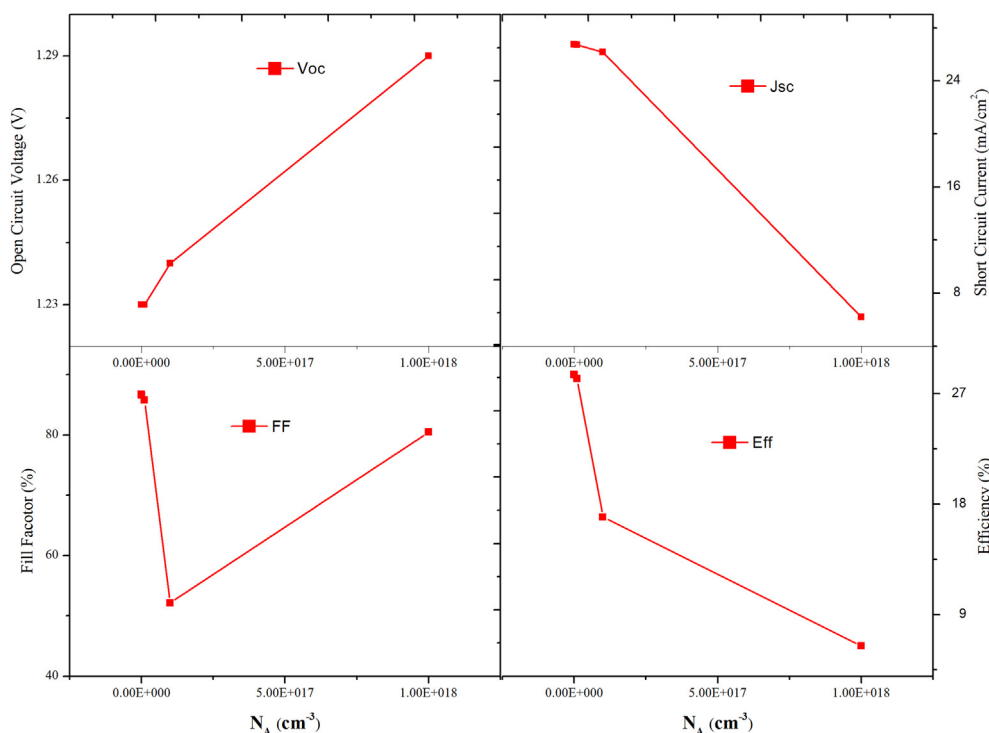 Open Circuit Voltage (V)
1.29
1.26
1.23
Voc
Jsc
24
16
8
Short Circuit Current (mA/cm²)
0.00E+000 5.00E+017 1.00E+018
0.00E+000 5.00E+017 1.00E+018
Fill Facotor (%)
80
60
40
FF
Eff
27
18
9
Efficiency (%)
0.00E+000 5.00E+017 1.00E+018
0.00E+000 5.00E+017 1.00E+018
N_A (cm⁻³)
N_A (cm⁻³)